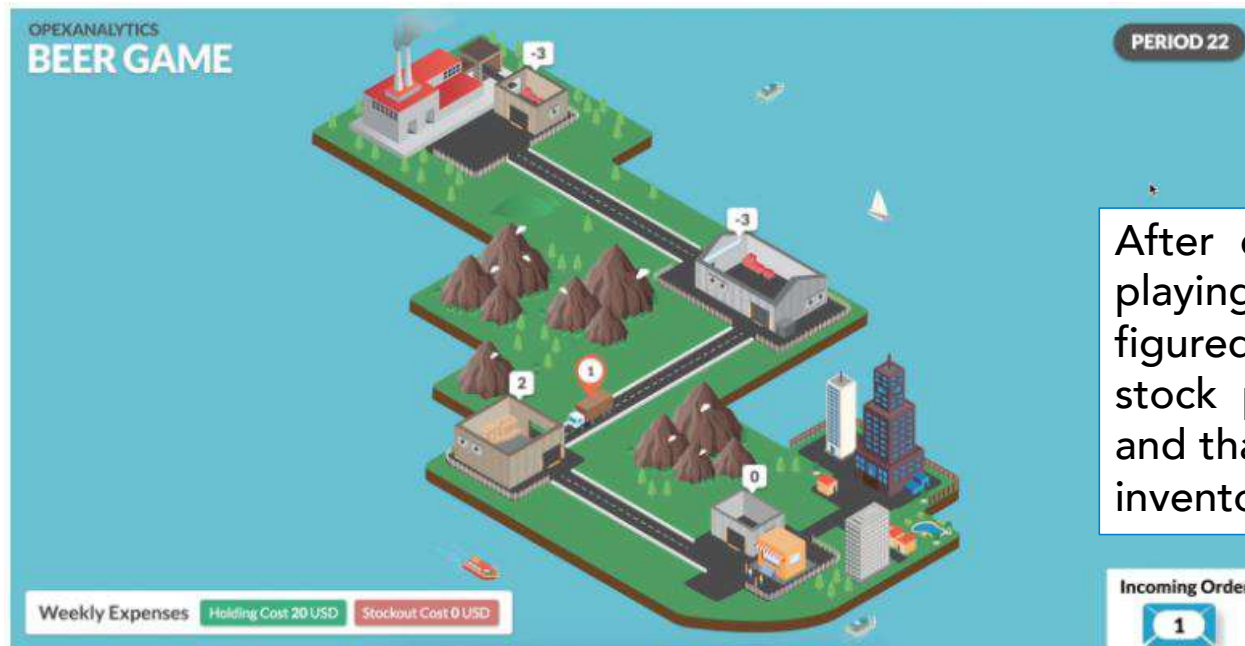 OPEXANALYTICS
BEER GAME
PERIOD 22
-3
-3
2
1
0
After
playing
figured
stock
and
invento
Weekly Expenses Holding Cost 20 USD Stockout Cost 0 USD
Incoming Order
1